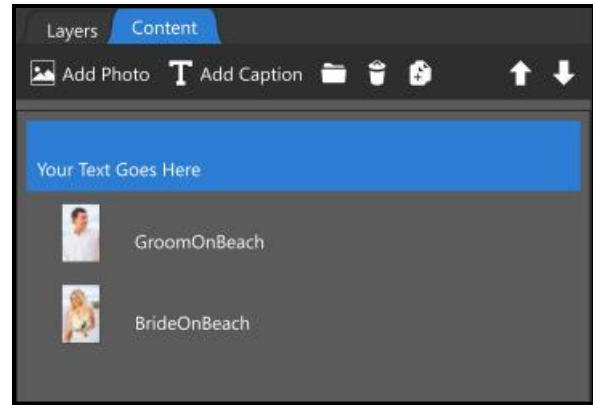 Layers Content
Add Photo Add Caption
Your Text Goes Here
GroomOnBeach
BrideOnBeach